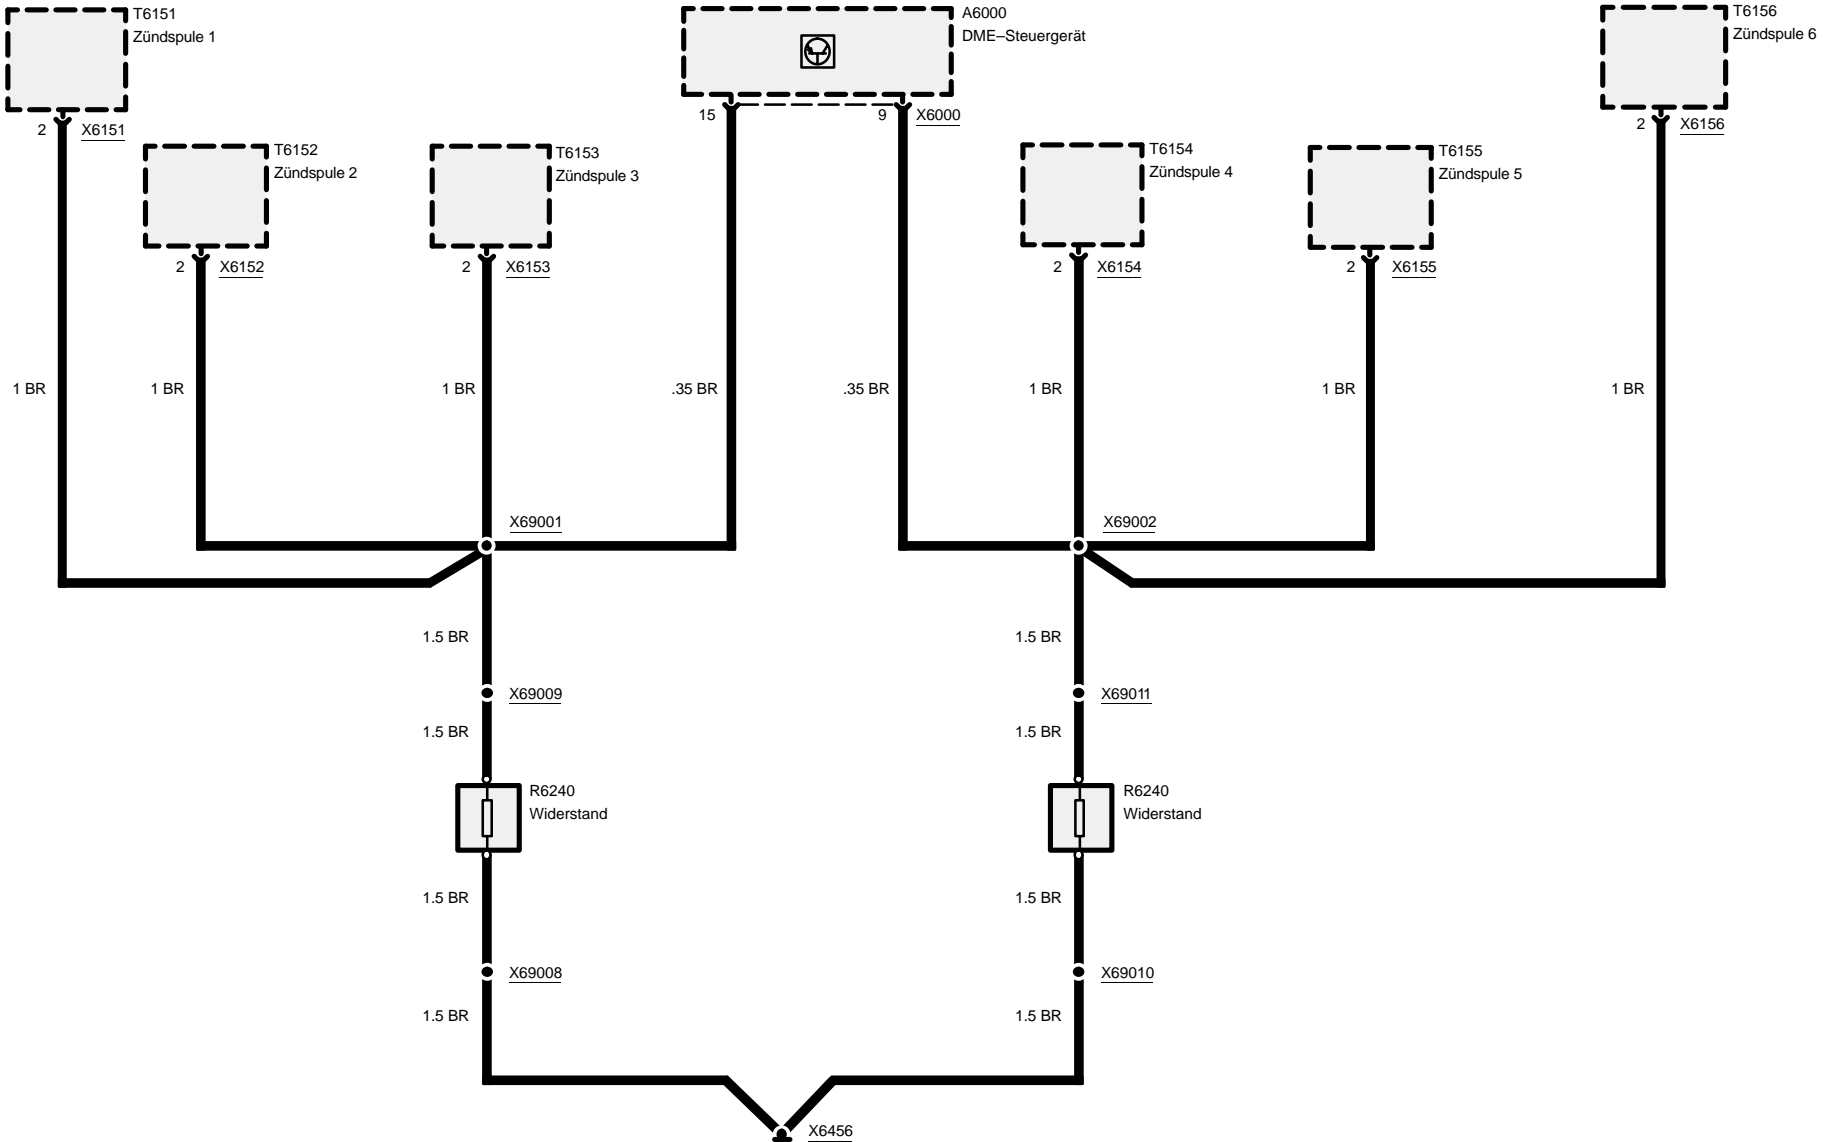 T6151
Zündspule 1
A6000
DME–Steuergerät
T6156
Zündspule 6
15
9
X6000
2
X6151
2
X6156
T6152
Zündspule 2
T6153
Zündspule 3
T6154
Zündspule 4
T6155
Zündspule 5
2
X6152
2
X6153
2
X6154
2
X6155
1 BR
1 BR
1 BR
.35 BR
.35 BR
1 BR
1 BR
1 BR
X69001
X69002
1.5 BR
1.5 BR
X69009
X69011
1.5 BR
1.5 BR
R6240
Widerstand
R6240
Widerstand
1.5 BR
1.5 BR
X69008
X69010
1.5 BR
1.5 BR
X6456